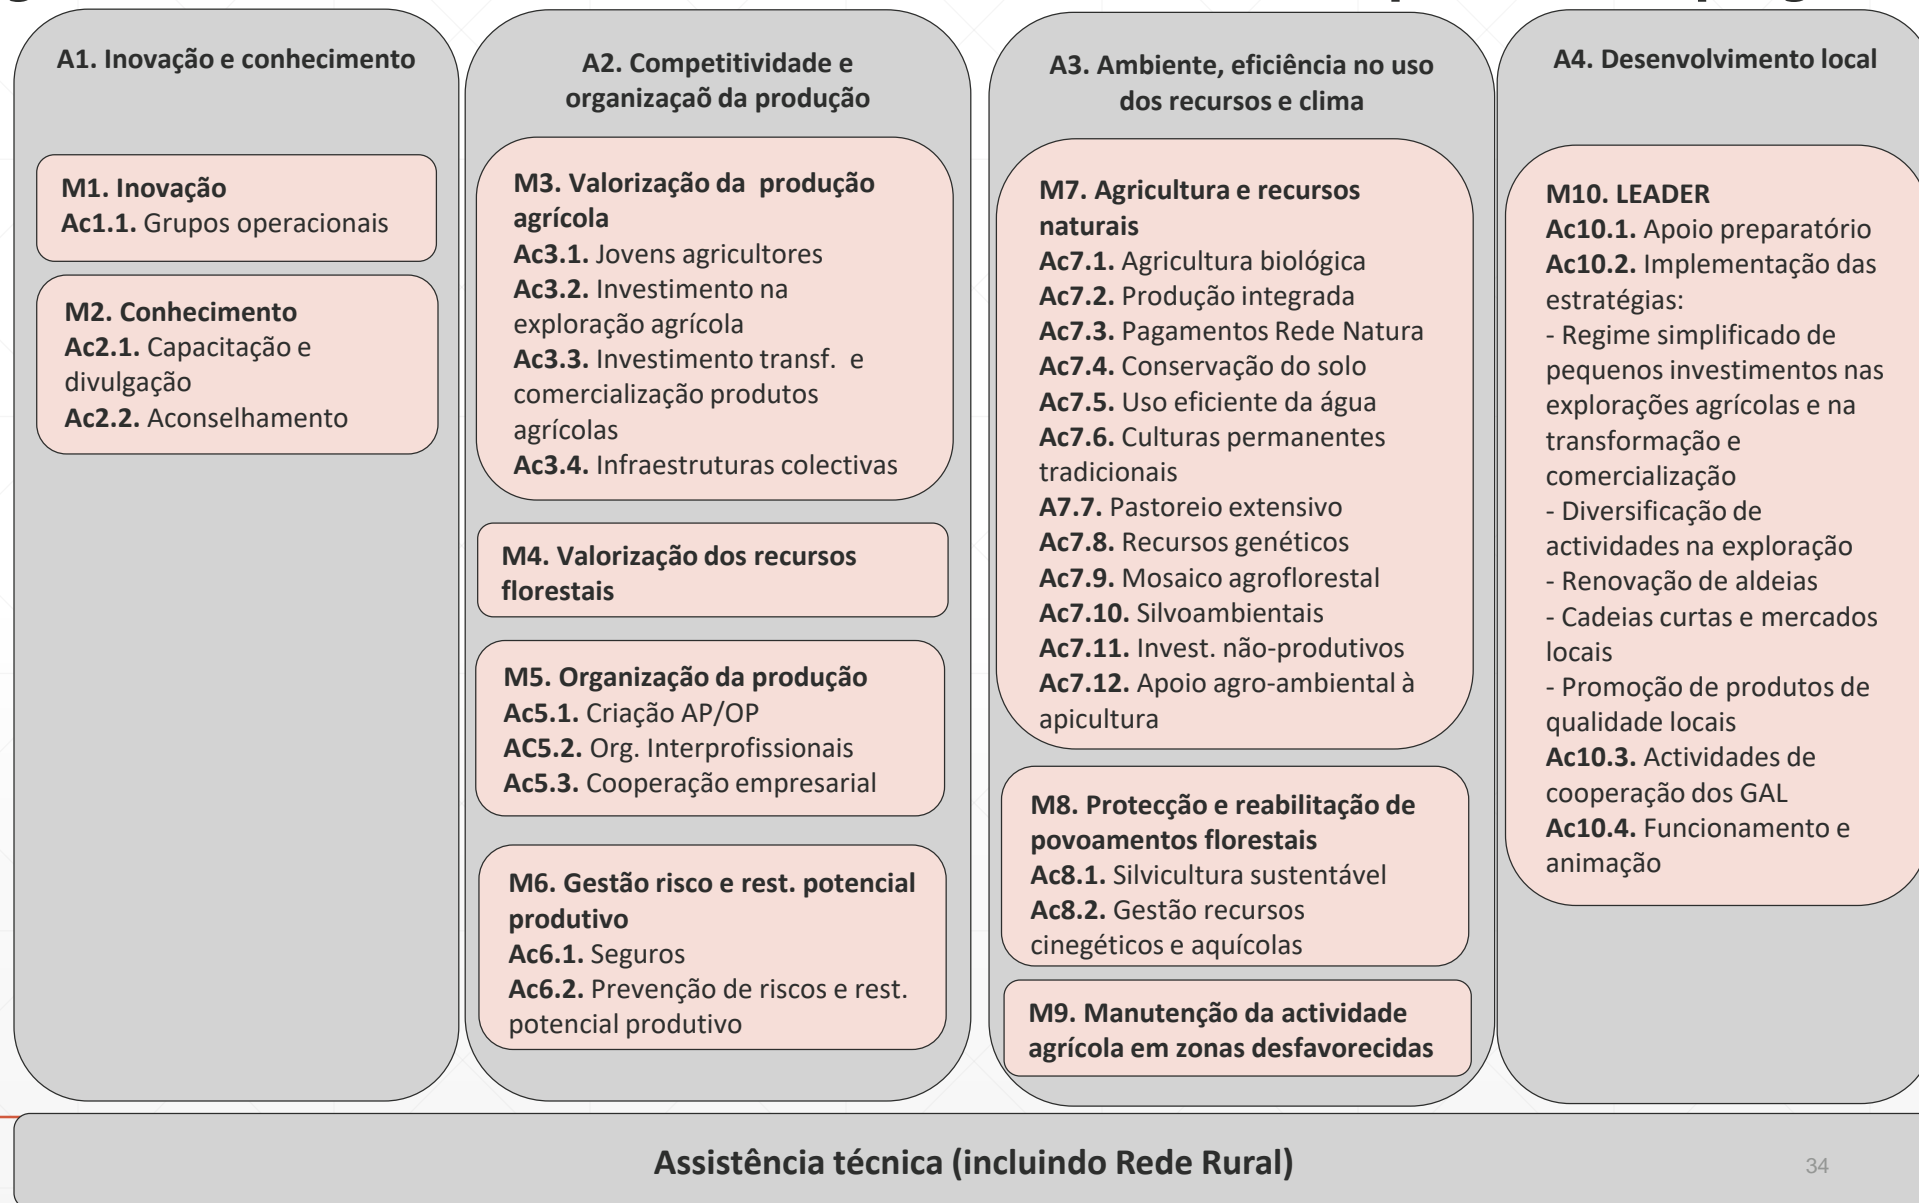 A1. Inovação e conhecimento
M1. Inovação
Ac1.1. Grupos operacionais
M2. Conhecimento
Ac2.1. Capacitação e
divulgação
Ac2.2. Aconselhamento
A2. Competitividade e
organizaçaõ da produção
M3. Valorização da produção
agrícola
Ac3.1. Jovens agricultores
Ac3.2. Investimento na
exploração agrícola
Ac3.3. Investimento transf. e
comercialização produtos
agrícolas
Ac3.4. Infraestruturas colectivas
M4. Valorização dos recursos
florestais
M5. Organização da produção
Ac5.1. Criação AP/OP
AC5.2. Org. Interprofissionais
Ac5.3. Cooperação empresarial
M6. Gestão risco e rest. potencial
produtivo
Ac6.1. Seguros
Ac6.2. Prevenção de riscos e rest.
potencial produtivo
A3. Ambiente, eficiência no uso
dos recursos e clima
M7. Agricultura e recursos
naturais
Ac7.1. Agricultura biológica
Ac7.2. Produção integrada
Ac7.3. Pagamentos Rede Natura
Ac7.4. Conservação do solo
Ac7.5. Uso eficiente da água
Ac7.6. Culturas permanentes
tradicionais
A7.7. Pastoreio extensivo
Ac7.8. Recursos genéticos
Ac7.9. Mosaico agroflorestal
Ac7.10. Silvoambientais
Ac7.11. Invest. não-produtivos
Ac7.12. Apoio agro-ambiental à
apicultura
M8. Protecção e reabilitação de
povoamentos florestais
Ac8.1. Silvicultura sustentável
Ac8.2. Gestão recursos
cinegéticos e aquícolas
M9. Manutenção da actividade
agrícola em zonas desfavorecidas
A4. Desenvolvimento local
M10. LEADER
Ac10.1. Apoio preparatório
Ac10.2. Implementação das
estratégias:
- Regime simplificado de
pequenos investimentos nas
explorações agrícolas e na
transformação e
comercialização
- Diversificação de
actividades na exploração
- Renovação de aldeias
- Cadeias curtas e mercados
locais
- Promoção de produtos de
qualidade locais
Ac10.3. Actividades de
cooperação dos GAL
Ac10.4. Funcionamento e
animação
Assistência técnica (incluindo Rede Rural)
34